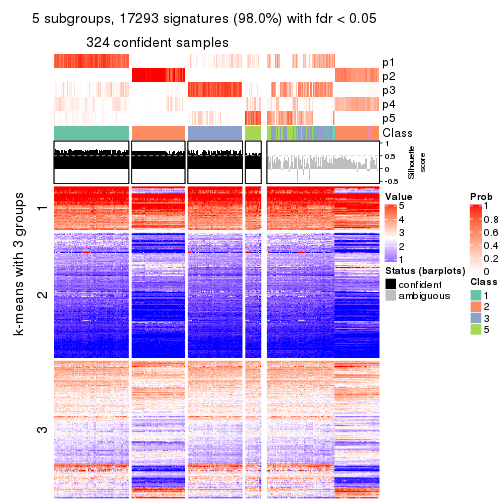 5 subgroups, 17293 signatures (98.0%) with fdr < 0.05
324 confident samples
p1
p2
p3
p4
p5
Class
1
0.5
0
-0.5
Silhouette
score
k-means with 3 groups
1
2
3
Value
5
4
3
2
1
Status (barplots)
confident
ambiguous
Prob
1
0.8
0.6
0.4
0.2
0
Class
1
2
3
5